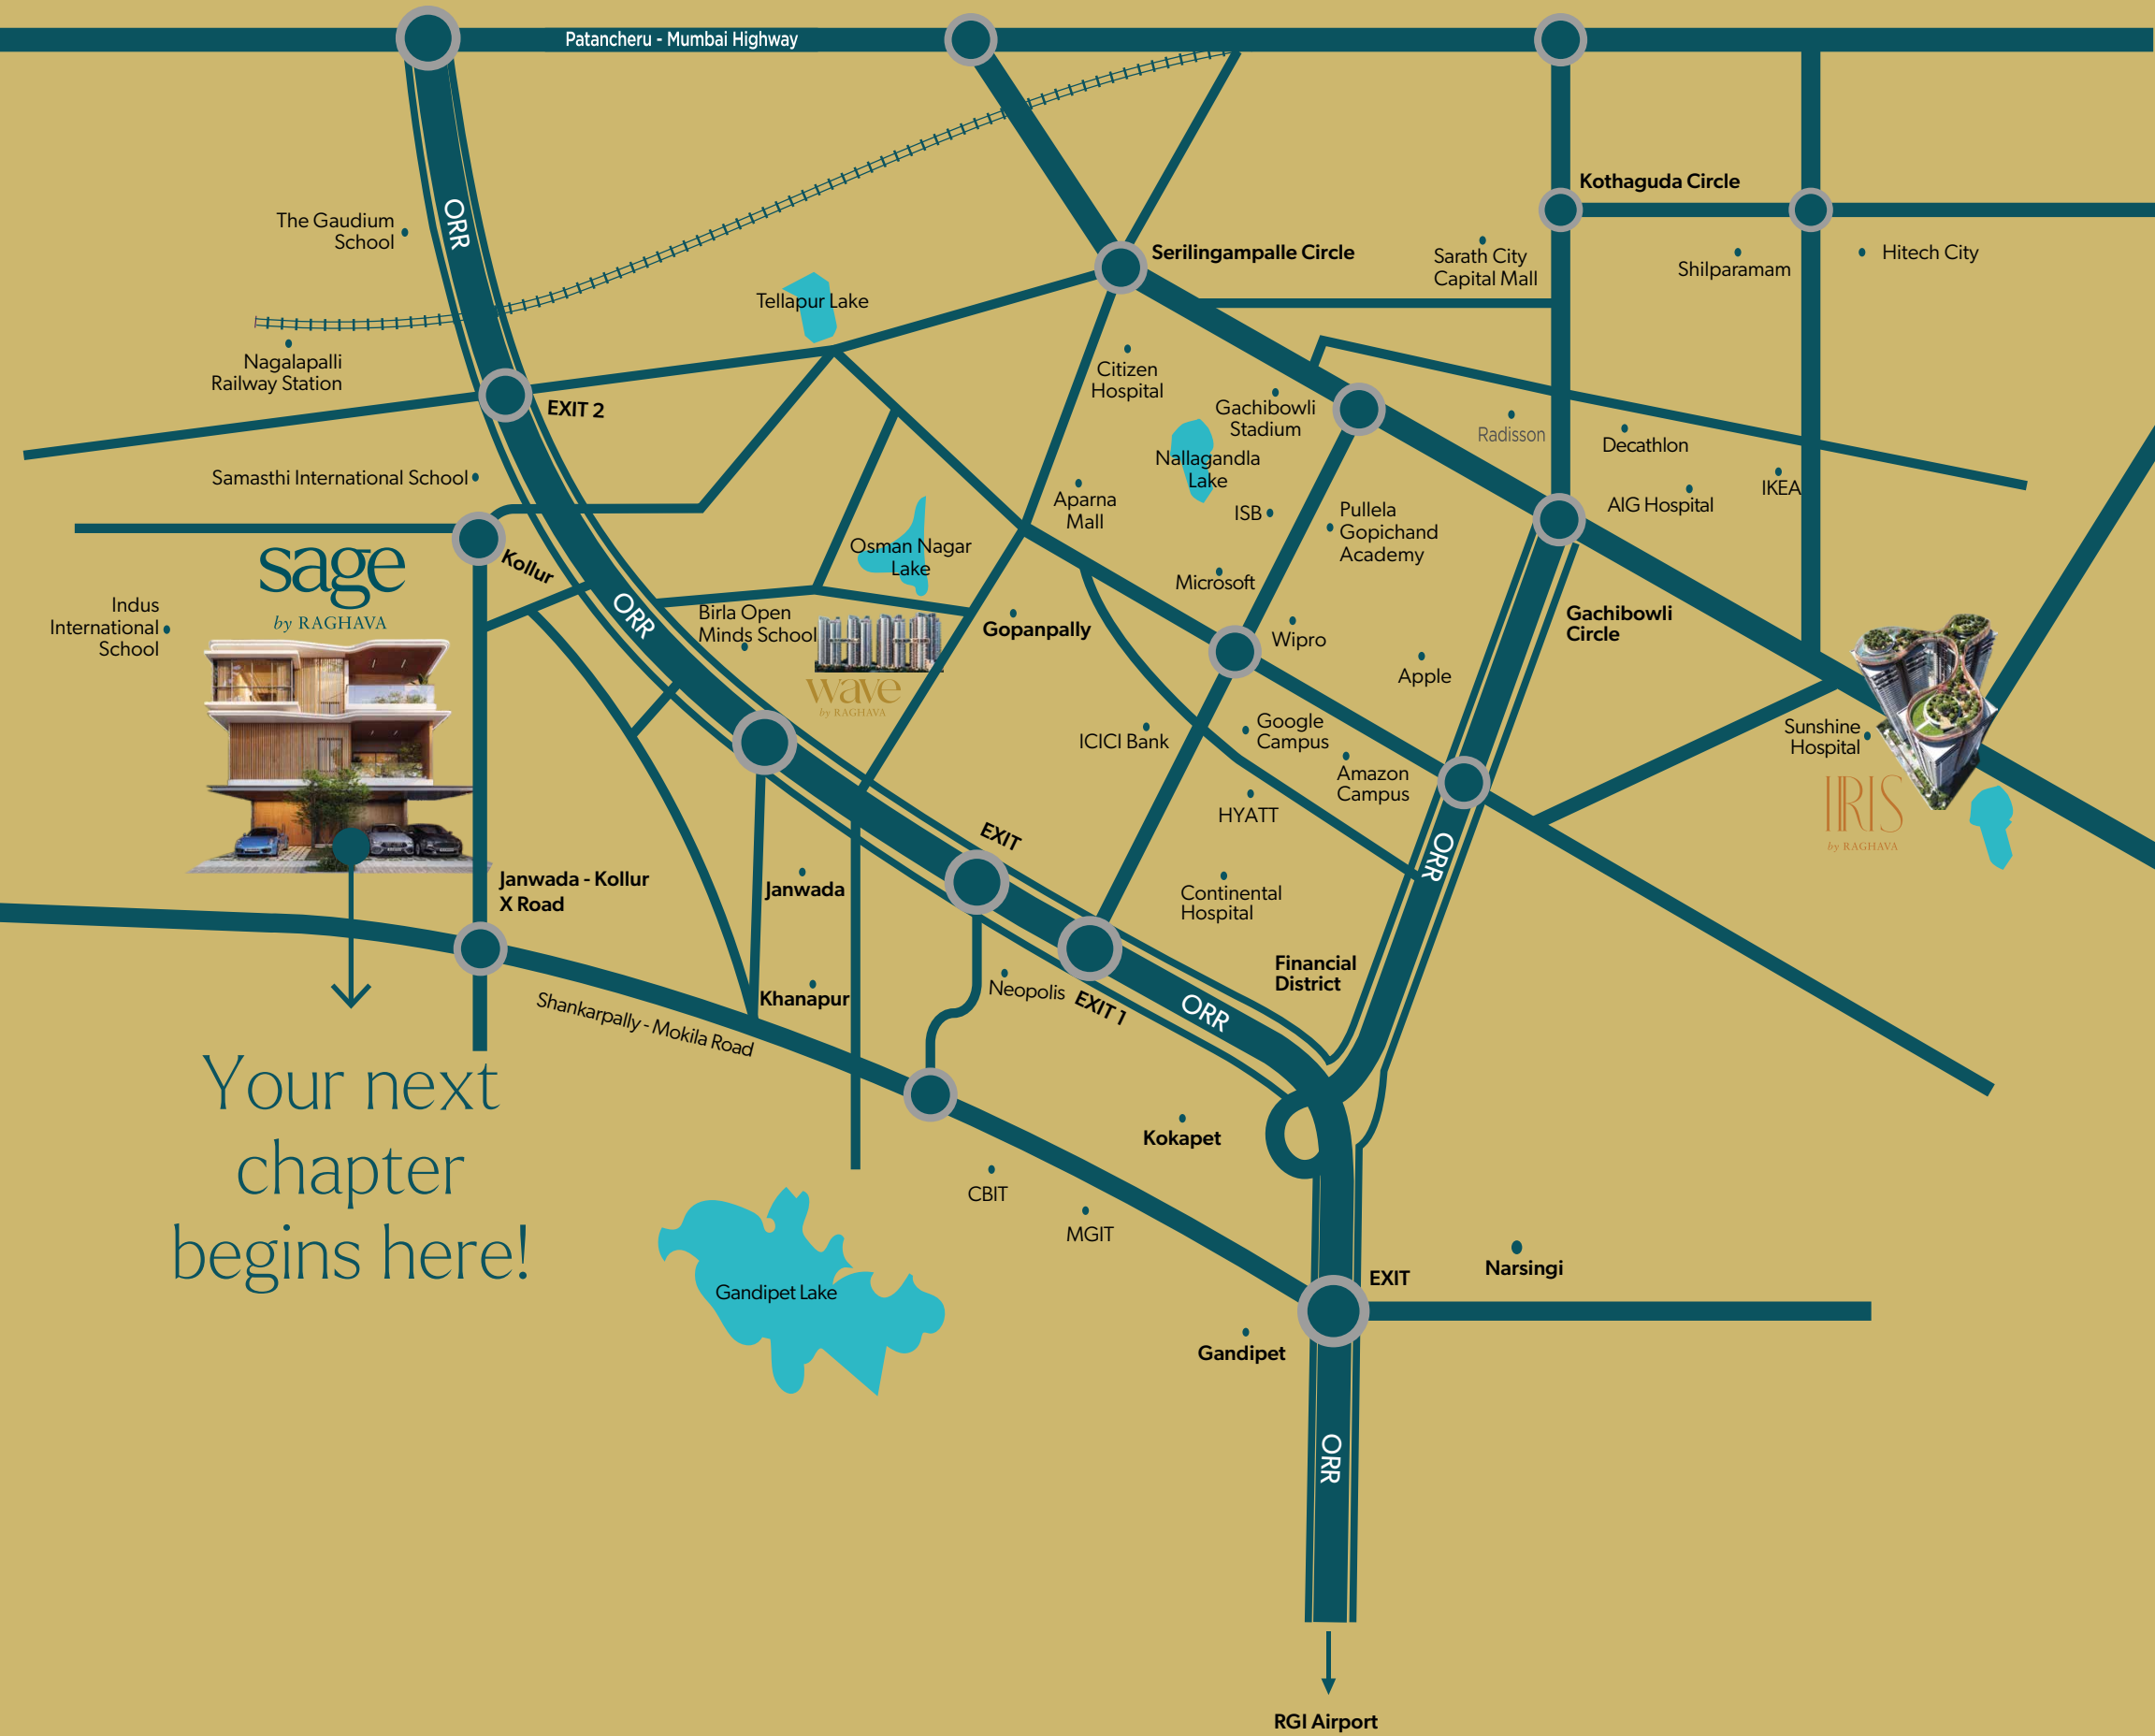 Patancheru - Mumbai Highway
ORR
The Gaudium
School
Kothaguda Circle
Serilingampalle Circle
Sarath City
Capital Mall
Shilparamam
Hitech City
Tellapur Lake
Nagalapalli
Railway Station
EXIT 2
Citizen
Hospital
Gachibowli
Stadium
Radisson
Decathlon
Nallagandla
Lake
Samasthi International School
Aparna
Mall
ISB
Pullela
Gopichand
Academy
AIG Hospital
IKEA
Kollur
sage
by RAGHAVA
Osman Nagar
Lake
Microsoft
Indus
International
School
ORR
Birla Open
Minds School
Gopanpally
Wipro
Gachibowli
Circle
Apple
wave
by RAGHAVA
ICICI Bank
Google
Campus
Amazon
Campus
Sunshine
Hospital
HYATT
IRIS
by RAGHAVA
EXIT
ORR
Janwada - Kollur
X Road
Janwada
Continental
Hospital
Financial
District
Khanapur
Neopolis
EXIT 1
ORR
Shankarpally - Mokila Road
Your next
chapter
begins here!
Kokapet
CBIT
MGIT
Gandipet Lake
EXIT
Narsingi
Gandipet
ORR
RGI Airport